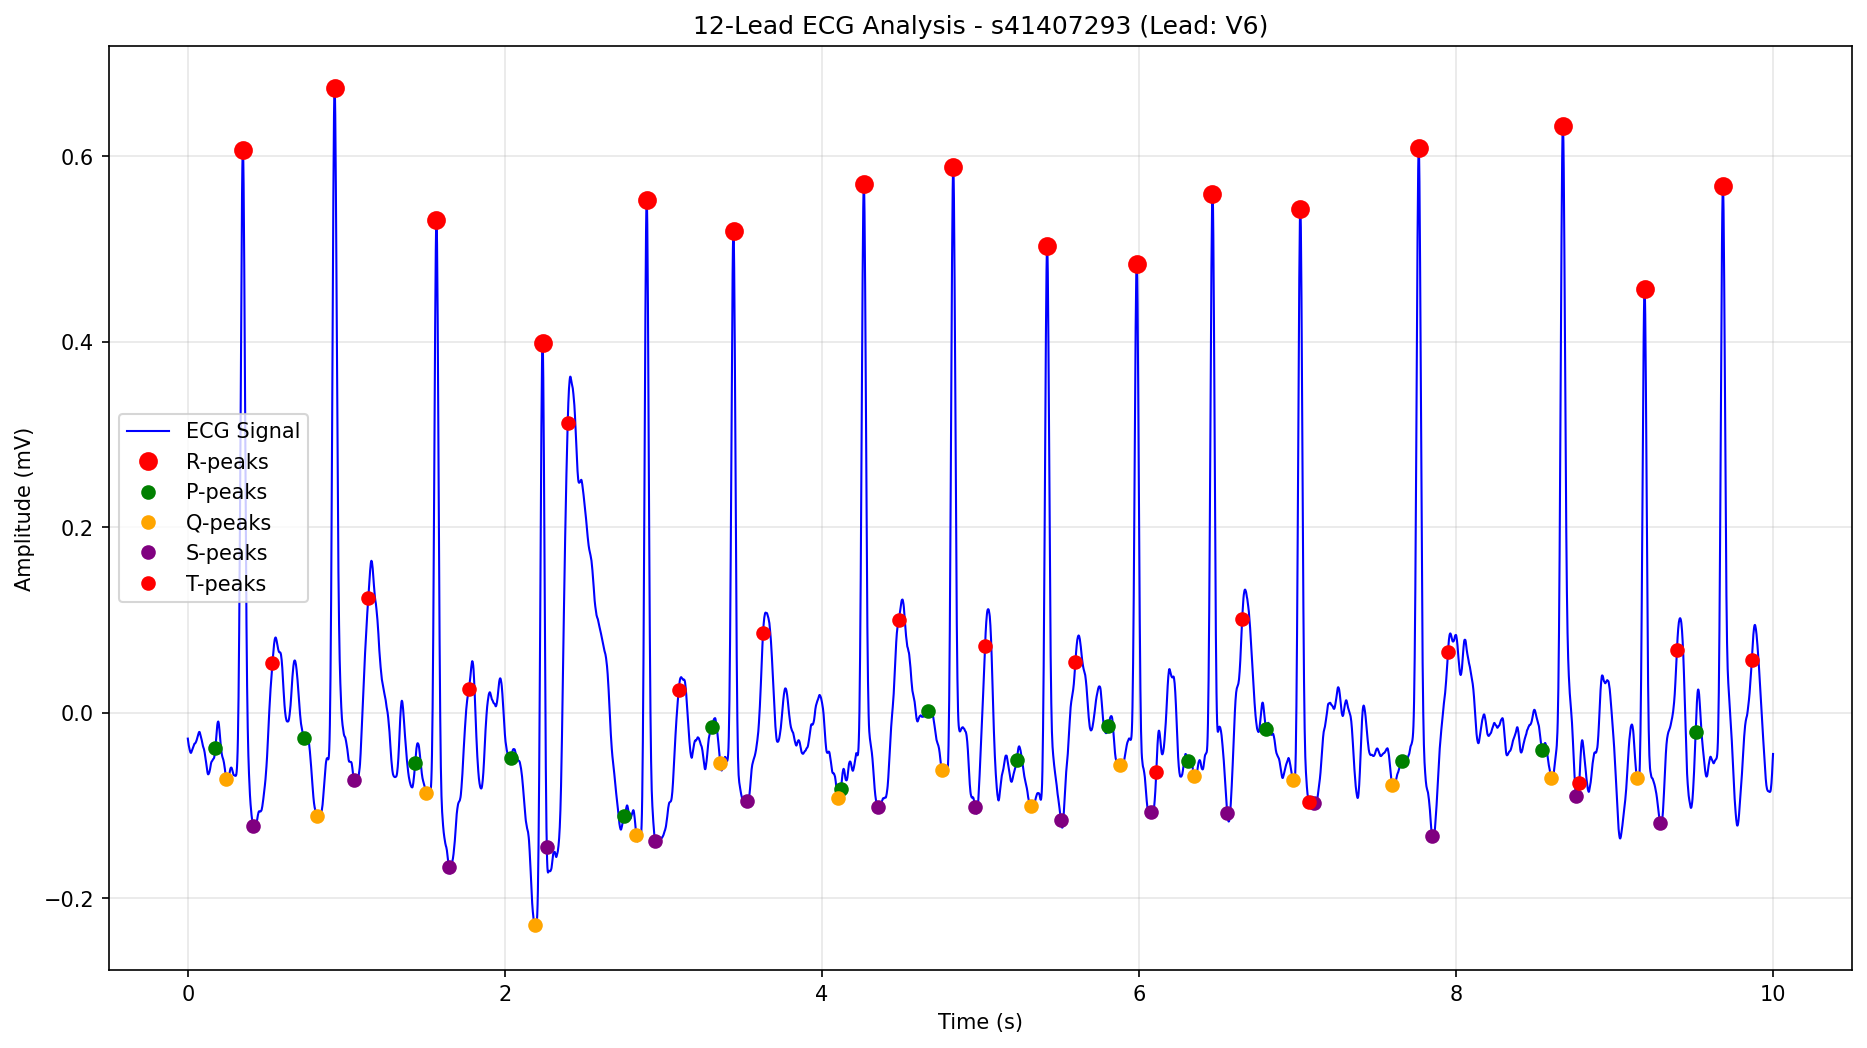 12-Lead ECG Analysis - s41407293 (Lead: V6)
Amplitude (mV)
0.6
0.4
0.2
0.0
−0.2
ECG Signal
R-peaks
P-peaks
Q-peaks
S-peaks
T-peaks
0 2 4 6 8 10
Time (s)